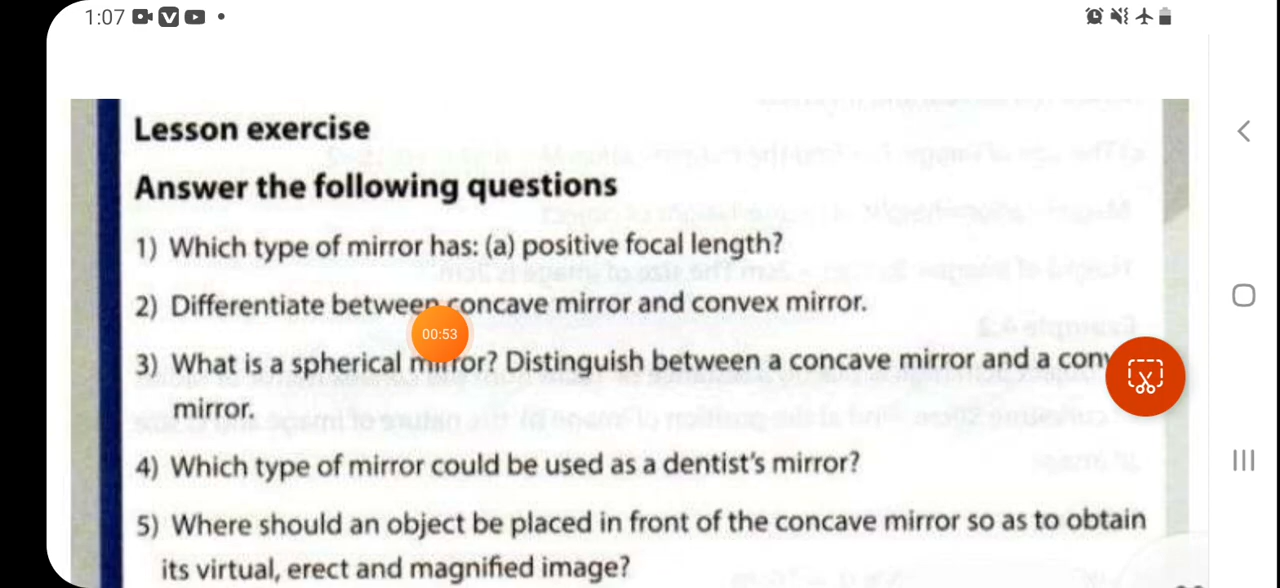 1:07
Lesson exercise
Answer the following questions
1) Which type of mirror has: (a) positive focal length?
2) Differentiate between concave mirror and convex mirror.
00:53
3) What is a spherical mirror? Distinguish between a concave mirror and a conv
mirror.
4) Which type of mirror could be used as a dentist's mirror?
5) Where should an object be placed in front of the concave mirror so as to obtain
its virtual, erect and magnified image?